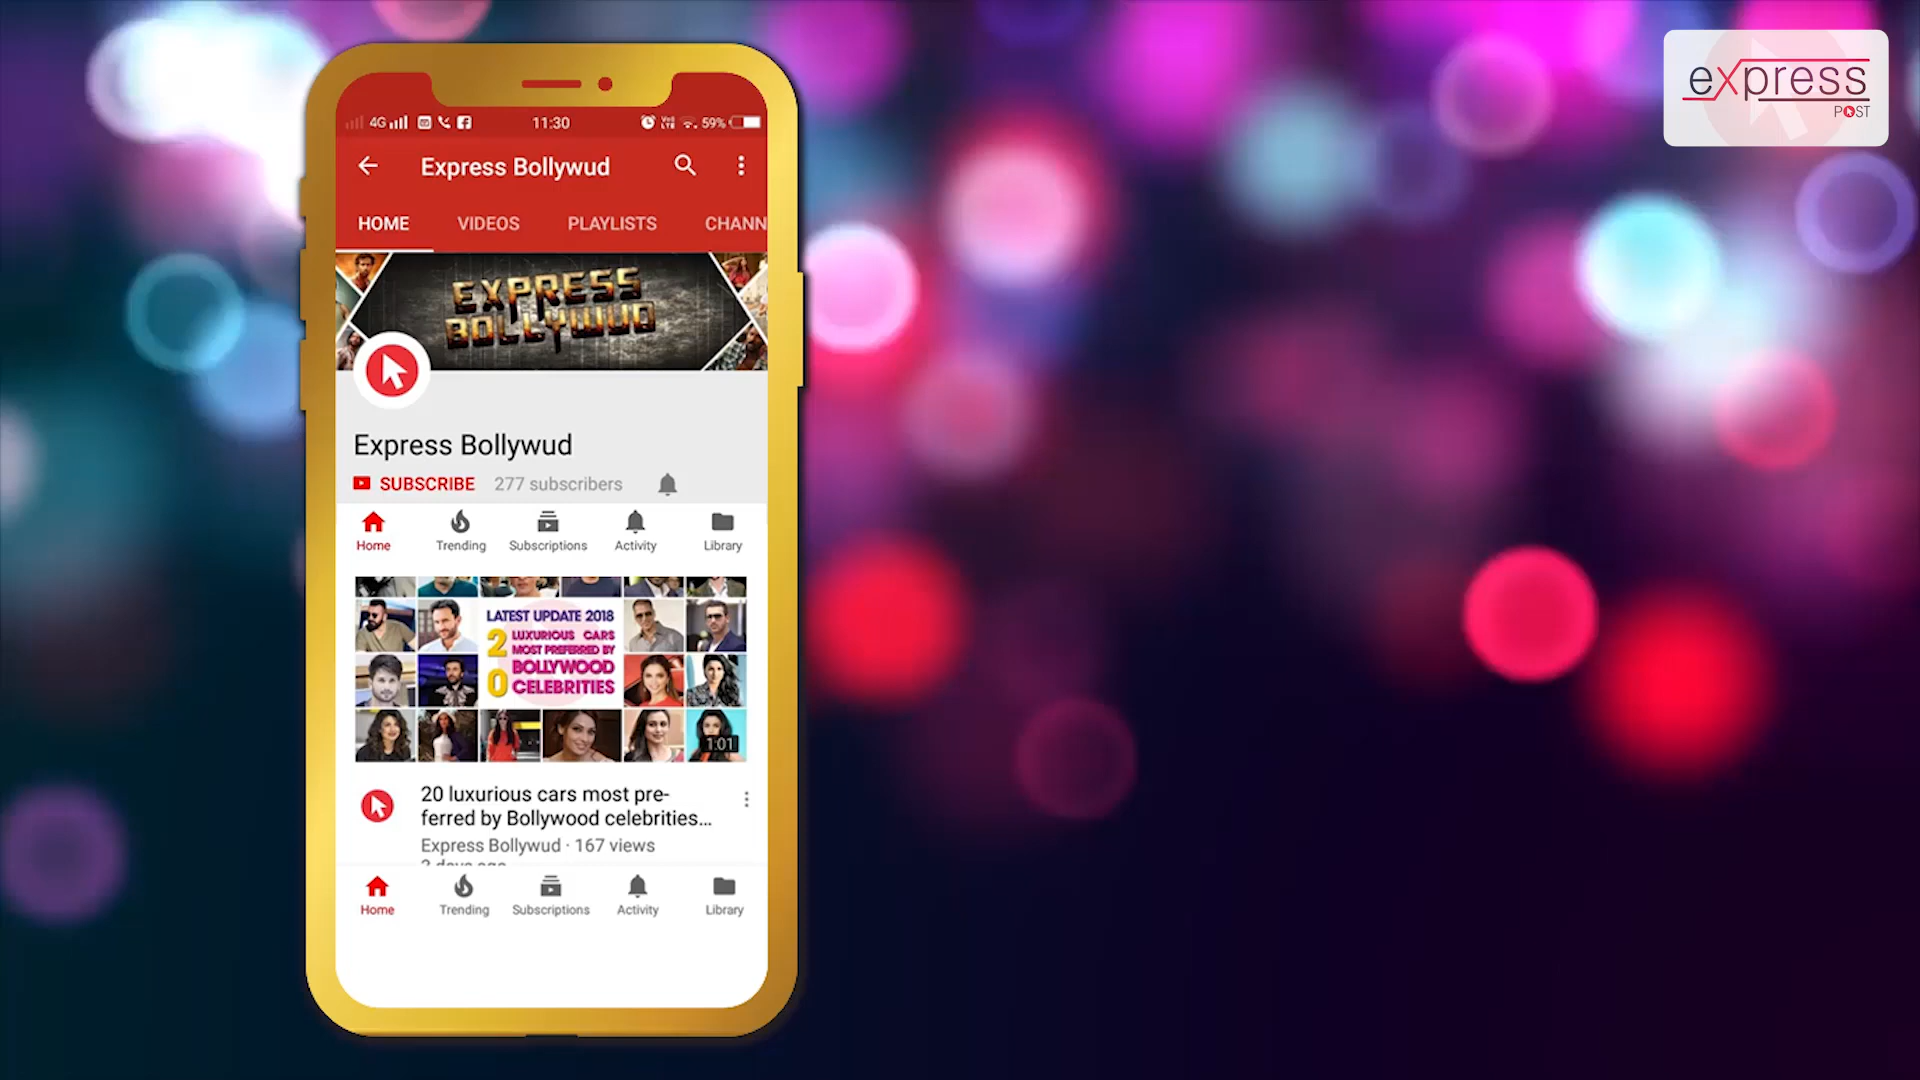 express
POST
4G 11:30 59%
Express Bollywud
HOME VIDEOS PLAYLISTS CHANN
EXPRESS
BOLLYWUD
Express Bollywud
SUBSCRIBE 277 subscribers
Home Trending Subscriptions Activity Library
LATEST UPDATE 2018
20 LUXURIOUS CARS
MOST PREFERRED BY
BOLLYWOOD
CELEBRITIES
1:01
20 luxurious cars most pre-
ferred by Bollywood celebrities...
Express Bollywud · 167 views
Home Trending Subscriptions Activity Library